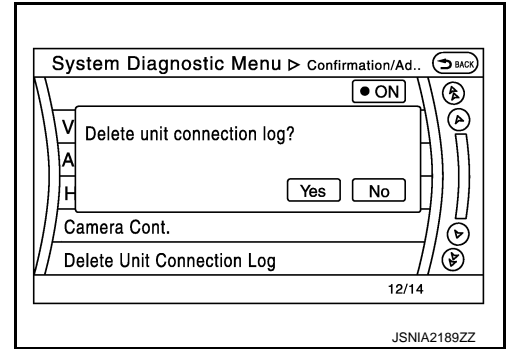 System Diagnostic Menu ▷ Confirmation/Ad..
BACK
ON
V
Delete unit connection log?
A
H
Yes No
Camera Cont.
Delete Unit Connection Log
12/14
JSNIA2189ZZ